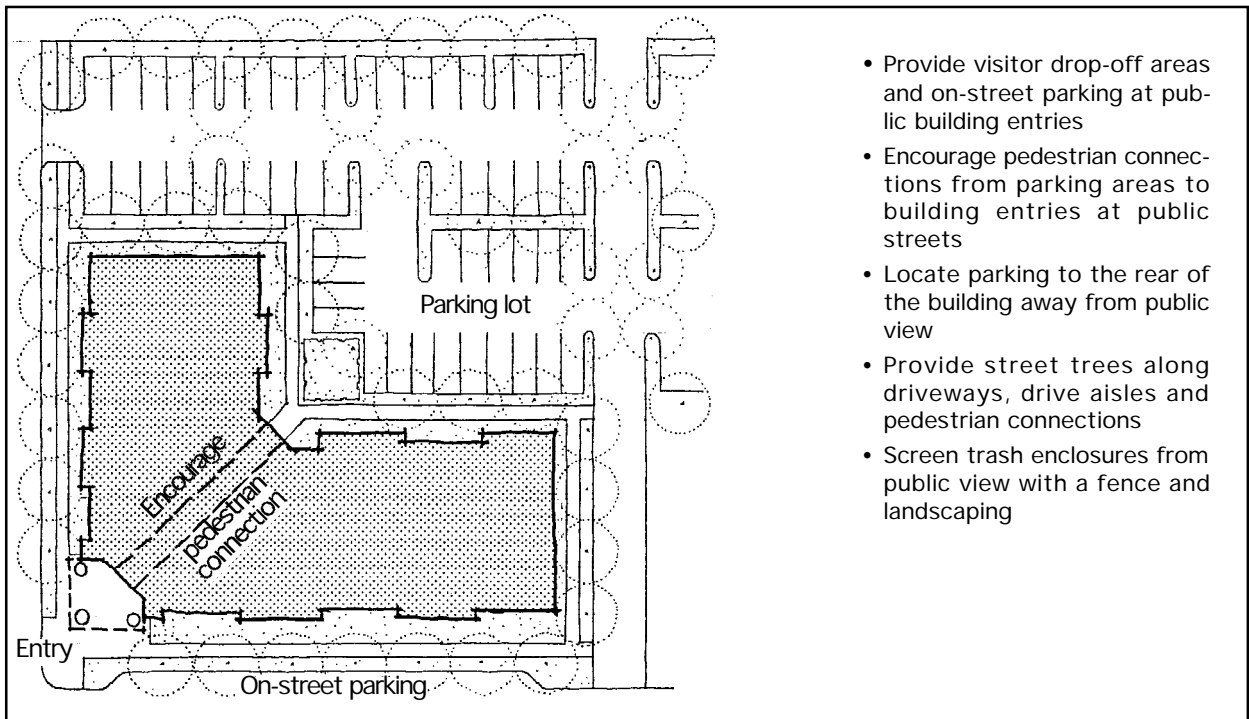 Parking lot
Encourage
pedestrian
connection
Entry
On-street parking
• Provide visitor drop-off areas
and on-street parking at pub-
lic building entries
• Encourage pedestrian connec-
tions from parking areas to
building entries at public
streets
• Locate parking to the rear of
the building away from public
view
• Provide street trees along
driveways, drive aisles and
pedestrian connections
• Screen trash enclosures from
public view with a fence and
landscaping